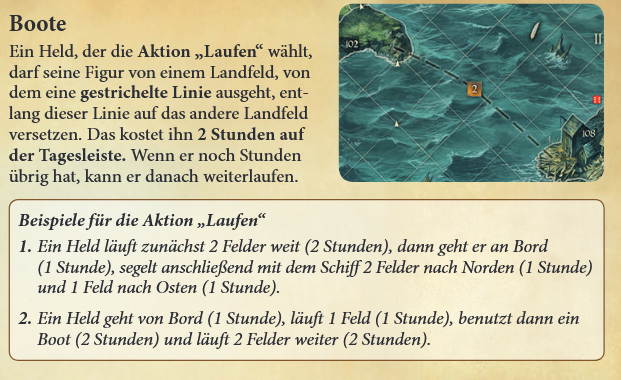 Boote
Ein Held, der die Aktion „Laufen“ wählt,
darf seine Figur von einem Landfeld, von
dem eine gestrichelte Linie ausgeht, ent-
lang dieser Linie auf das andere Landfeld
versetzen. Das kostet ihn 2 Stunden auf
der Tagesleiste. Wenn er noch Stunden
übrig hat, kann er danach weiterlaufen.
102
2
II
108
Beispiele für die Aktion „Laufen“
1. Ein Held läuft zunächst 2 Felder weit (2 Stunden), dann geht er an Bord
(1 Stunde), segelt anschließend mit dem Schiff 2 Felder nach Norden (1 Stunde)
und 1 Feld nach Osten (1 Stunde).
2. Ein Held geht von Bord (1 Stunde), läuft 1 Feld (1 Stunde), benutzt dann ein
Boot (2 Stunden) und läuft 2 Felder weiter (2 Stunden).